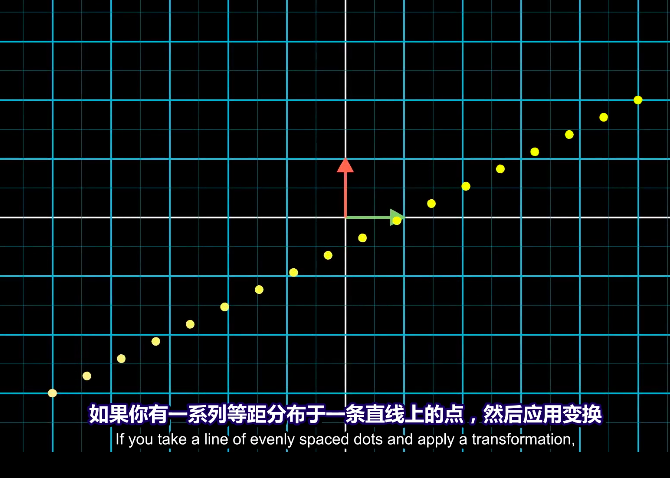 如果你有一系列等距分布于一条直线上的点，然后应用变换
If you take a line of evenly spaced dots and apply a transformation,